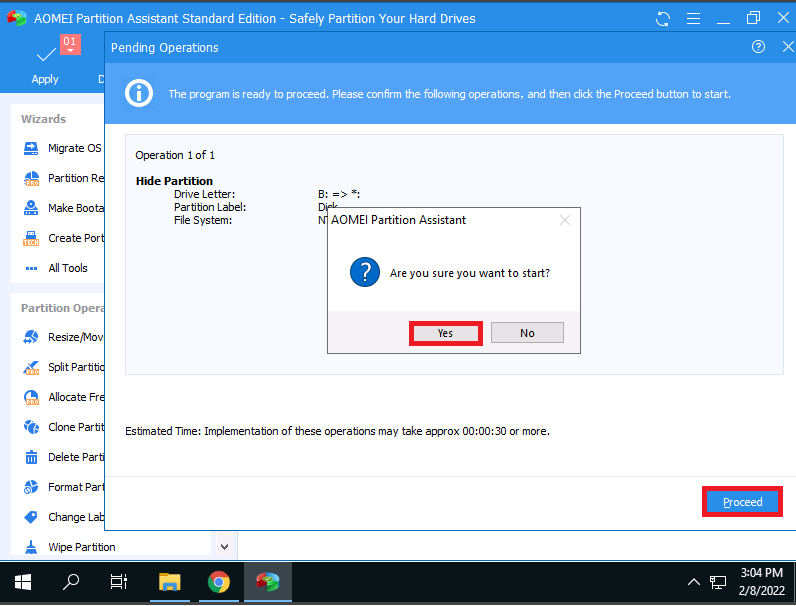 AOMEI Partition Assistant Standard Edition - Safely Partition Your Hard Drives
01
Apply
D
Pending Operations
The program is ready to proceed. Please confirm the following operations, and then click the Proceed button to start.
Wizards
Migrate OS
Partition Re
Make Boota
Create Port
All Tools
Partition Opera
Resize/Mov
Split Partitio
Allocate Fre
Clone Partit
Delete Parti
Format Part
Change Lab
Wipe Partition
Operation 1 of 1
Hide Partition
Drive Letter: B: => *:
Partition Label: Disk
File System: NT
AOMEI Partition Assistant
Are you sure you want to start?
Yes
No
Estimated Time: Implementation of these operations may take approx 00:00:30 or more.
Proceed
3:04 PM
2/8/2022